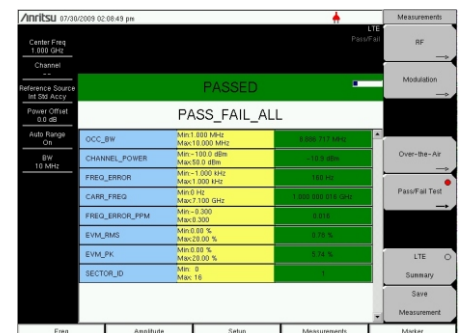 Anritsu 07/30/2009 02:08:49 pm
Measurements
LTE
Pass/Fail
Center Freq
1.000 GHz
Channel
--
Reference Source
Int Std Accy
Power Offset
0.0 dB
Auto Range
On
BW
10 MHz
PASSED
PASS_FAIL_ALL
OCC_BW
Min:1.000 MHz
Max:10.000 MHz
CHANNEL_POWER
Min:-100.0 dBm
Max:50.0 dBm
-10.9 dBm
FREQ_ERROR
Min:-1.000 kHz
Max:1.000 kHz
CARR_FREQ
Min:0 Hz
Max:7.100 GHz
FREQ_ERROR_PPM
Min:-0.300
Max:0.300
0.016
EVM_RMS
Min:0.00 %
Max:20.00 %
EVM_PK
Min:0.00 %
Max:20.00 %
SECTOR_ID
Min: 0
Max: 16
1
RF
Modulation
Over-the-Air
Pass/Fail Test
LTE
Summary
Save
Measurement
Freq
Amplitude
Setup
Measurements
Marker